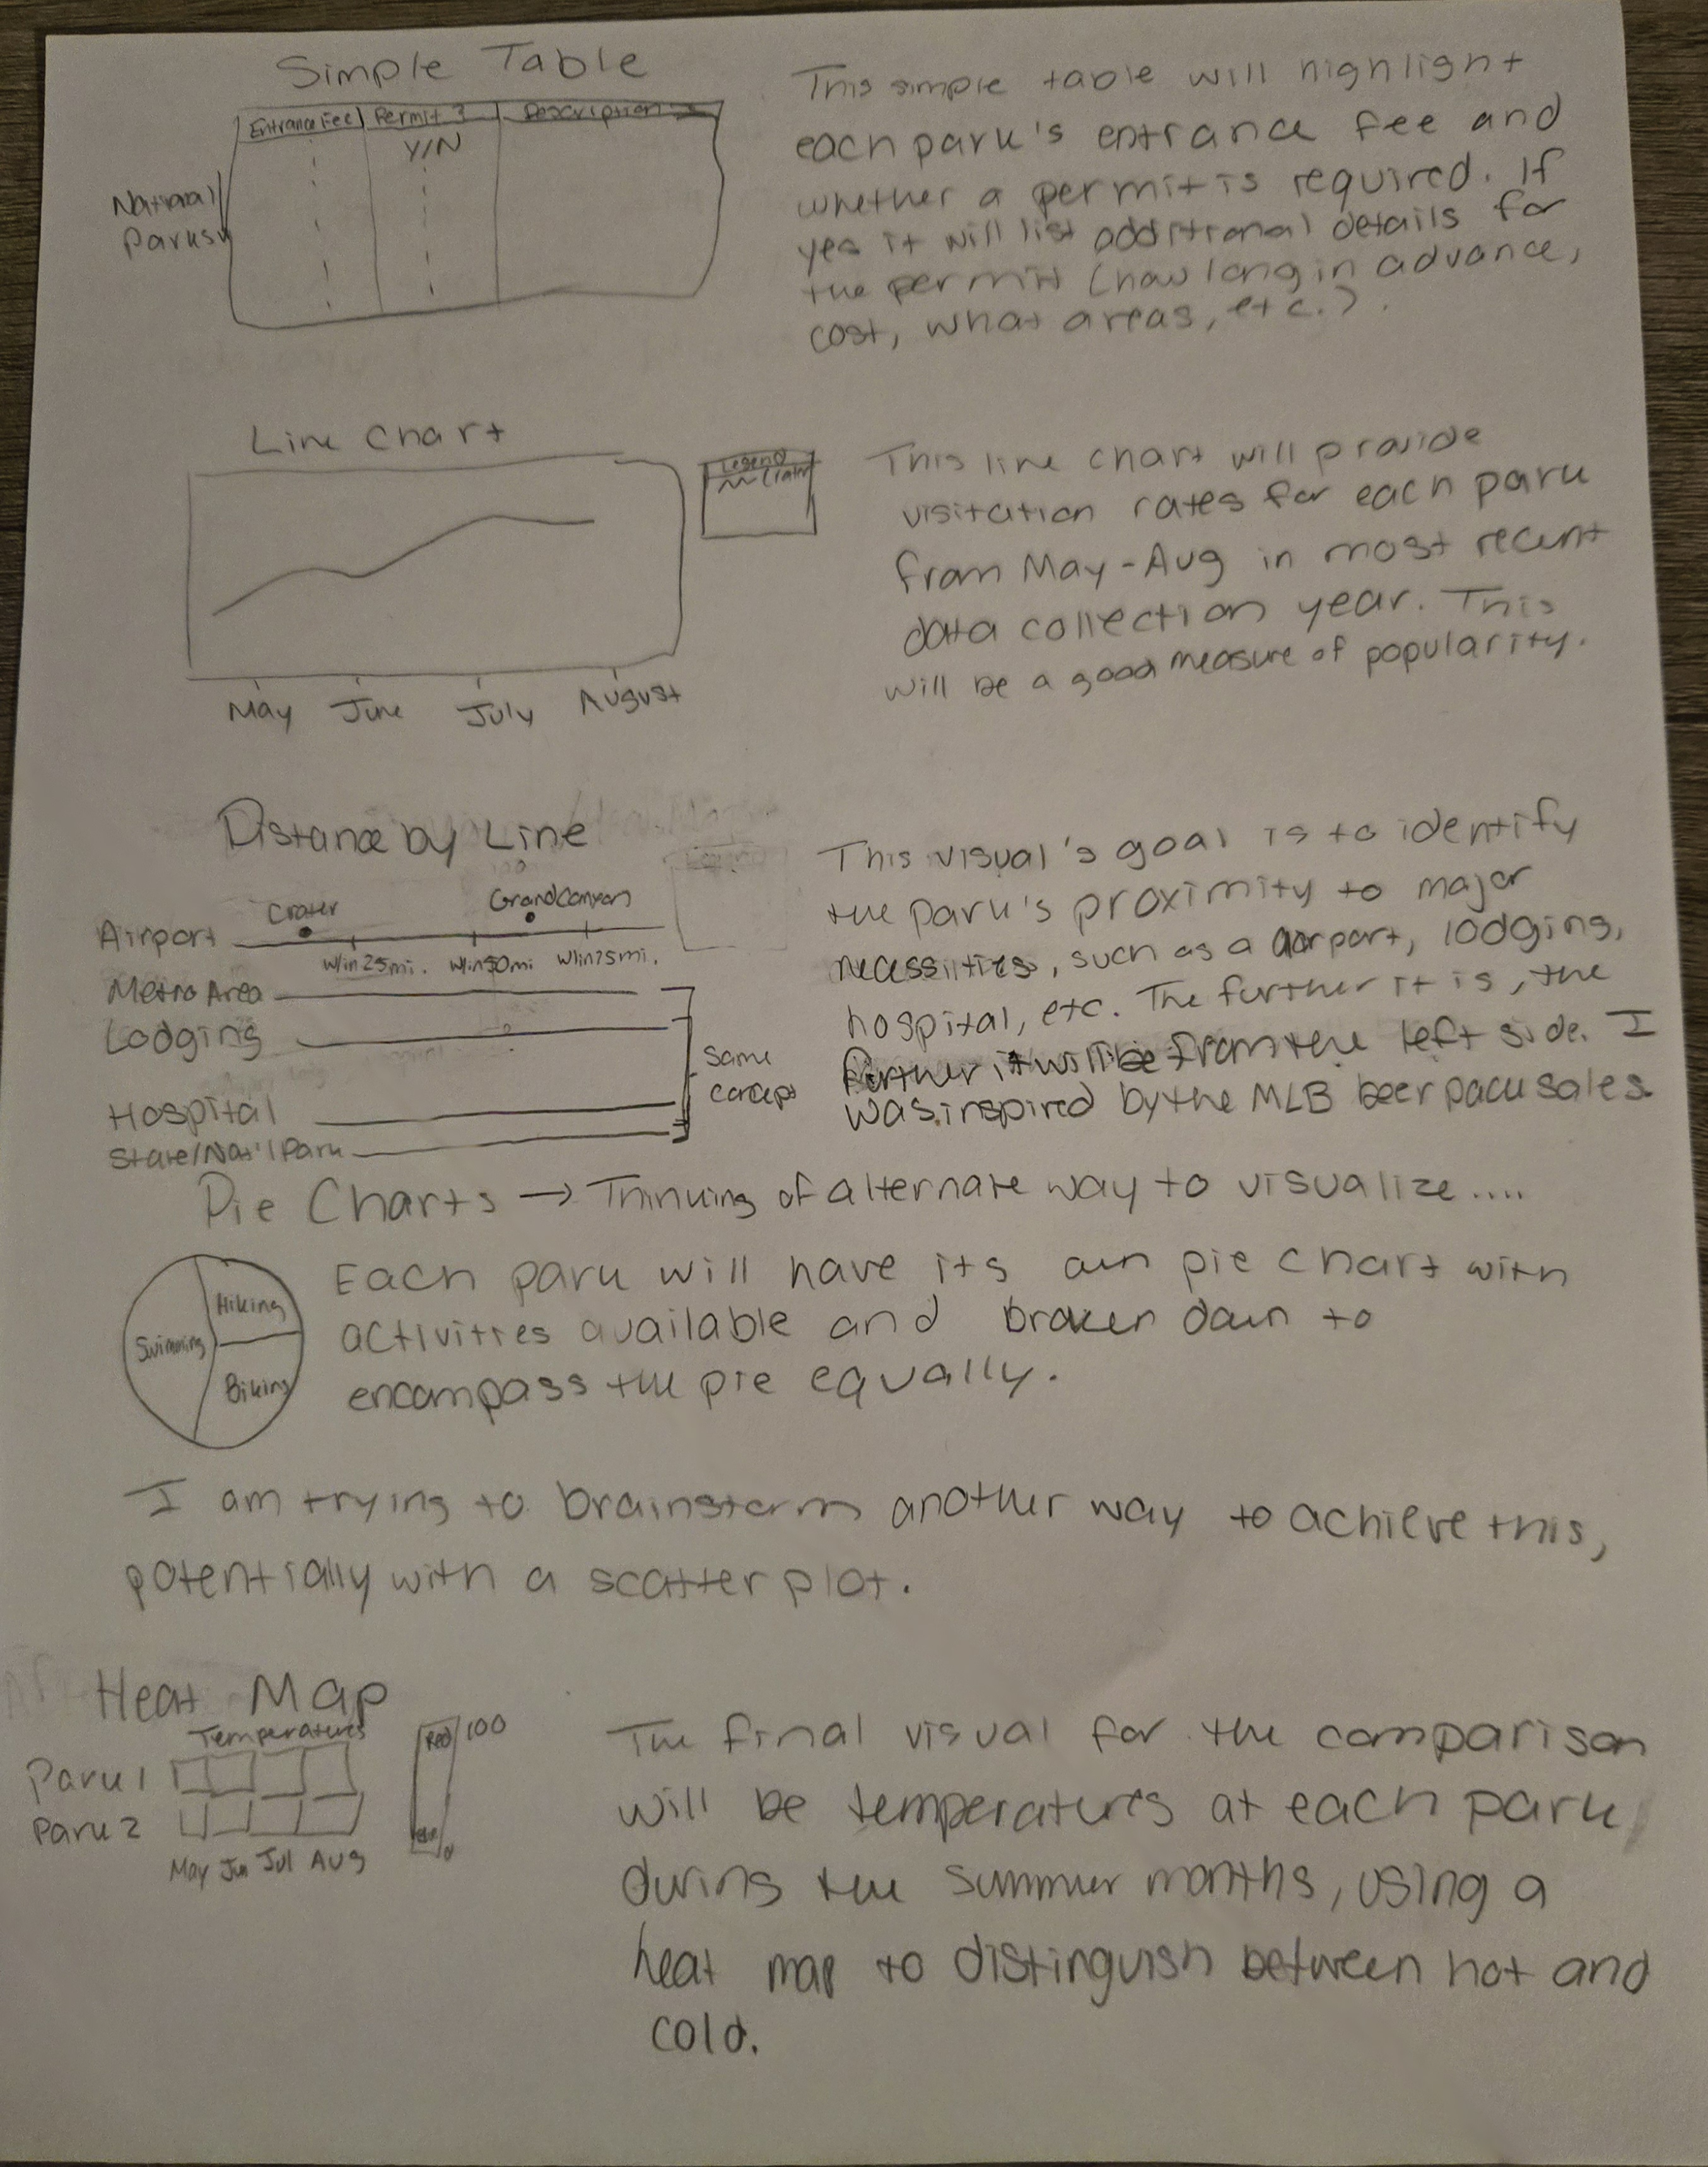 Simple Table
Entrance Fee Permit? Description
Y/N
National
Parks
This simple table will highlight
each park's entrance fee and
whether a permit is required. If
yes it will list additional details for
the permit (how long in advance,
cost, what areas, etc.).
Line Chart
Legend
May June July August
This line chart will provide
visitation rates for each park
from May-Aug in most recent
data collection year. This
will be a good measure of popularity.
Distance by Line
Crater Grand Canyon
Airport
w/in 25mi. w/in 50mi w/in 75mi.
Metro Area
Lodging
Hospital
State/Nat'l Park
same
concept
This visual's goal is to identify
the park's proximity to major
necessities, such as a airport, lodging,
hospital, etc. The further it is, the
further it will be from the left side. I
was inspired by the MLB beer pack sales.
Pie Charts → Thinking of alternate way to visualize....
Swimming
Hiking
Biking
Each park will have its own pie chart with
activities available and broken down to
encompass the pie equally.
I am trying to brainstorm another way to achieve this,
potentially with a scatter plot.
Heat Map
Temperatures
Park 1
Park 2
May Jun Jul Aug
Red 100
0
The final visual for the comparison
will be temperatures at each park
during the summer months, using a
heat map to distinguish between hot and
cold.